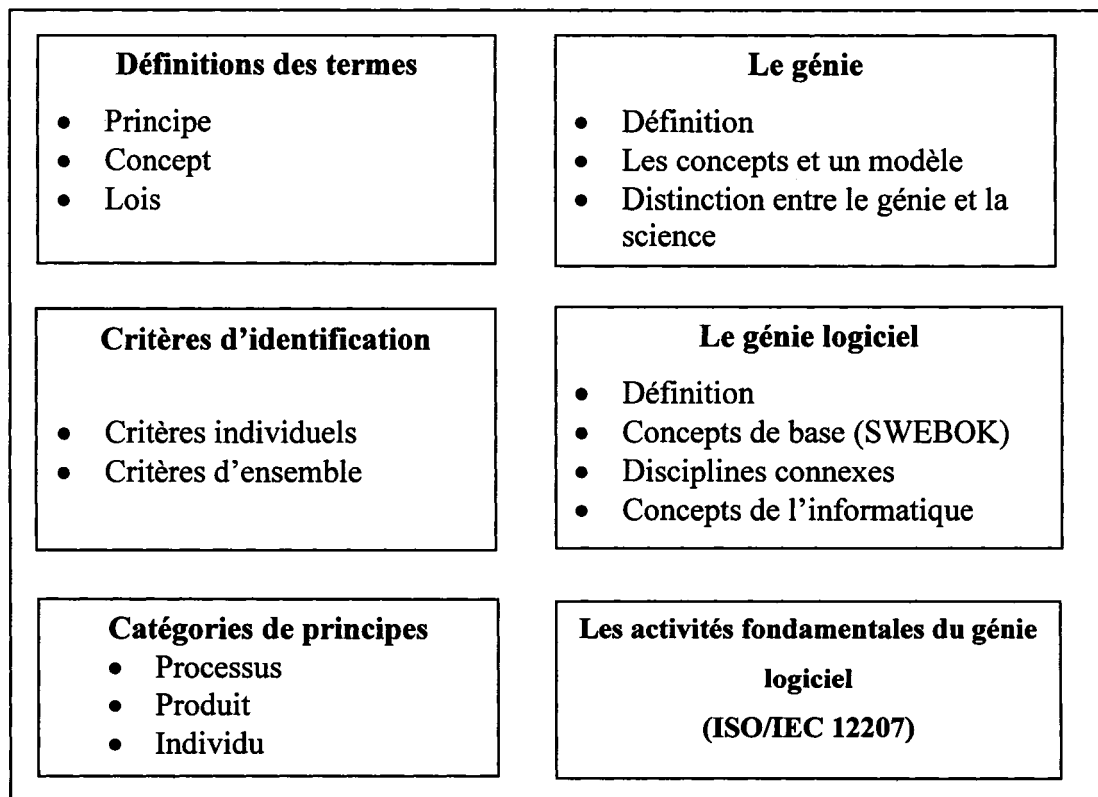 Définitions des termes
• Principe
• Concept
• Lois
Le génie
• Définition
• Les concepts et un modèle
• Distinction entre le génie et la
science
Critères d'identification
• Critères individuels
• Critères d'ensemble
Le génie logiciel
• Définition
• Concepts de base (SWEBOK)
• Disciplines connexes
• Concepts de l'informatique
Catégories de principes
• Processus
• Produit
• Individu
Les activités fondamentales du génie
logiciel
(ISO/IEC 12207)